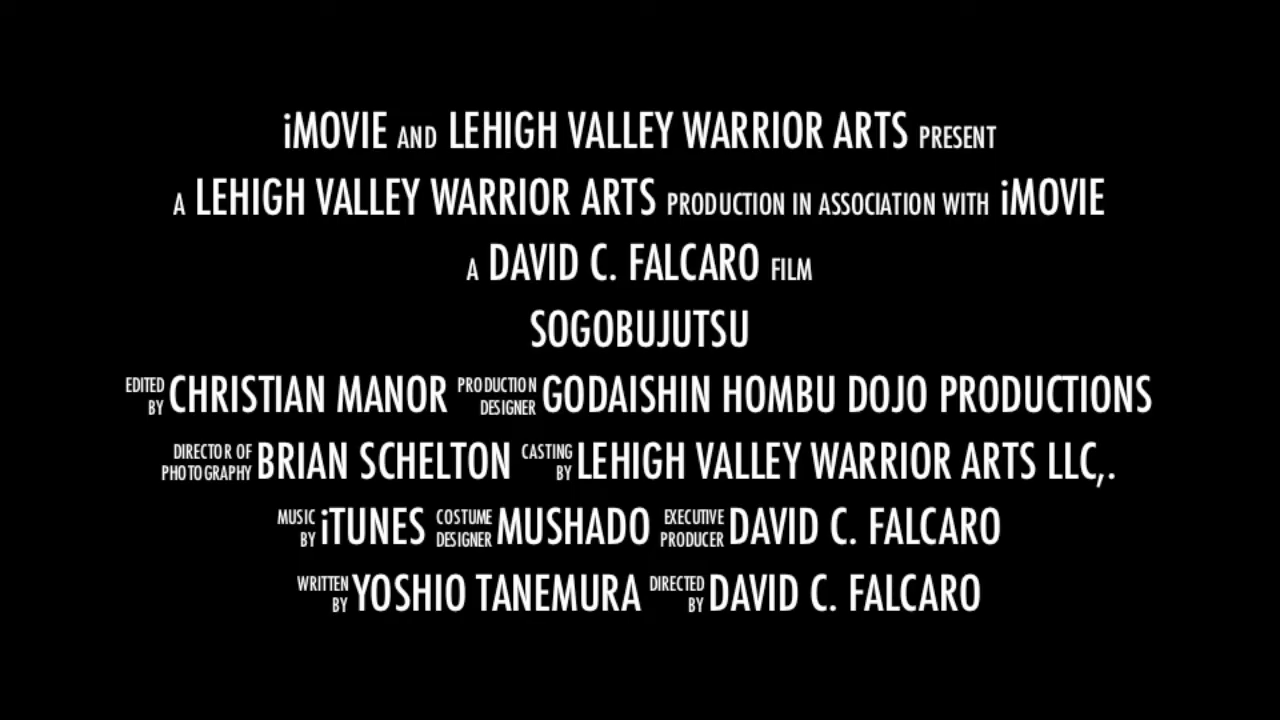 iMOVIE AND LEHIGH VALLEY WARRIOR ARTS PRESENT
A LEHIGH VALLEY WARRIOR ARTS PRODUCTION IN ASSOCIATION WITH iMOVIE
A DAVID C. FALCARO FILM
SOGOBUJUTSU
EDITED BY CHRISTIAN MANOR PRODUCTION DESIGNER GODAISHIN HOMBU DOJO PRODUCTIONS
DIRECTOR OF PHOTOGRAPHY BRIAN SCHELTON CASTING BY LEHIGH VALLEY WARRIOR ARTS LLC,.
MUSIC BY iTUNES COSTUME DESIGNER MUSHADO EXECUTIVE PRODUCER DAVID C. FALCARO
WRITTEN BY YOSHIO TANEMURA DIRECTED BY DAVID C. FALCARO